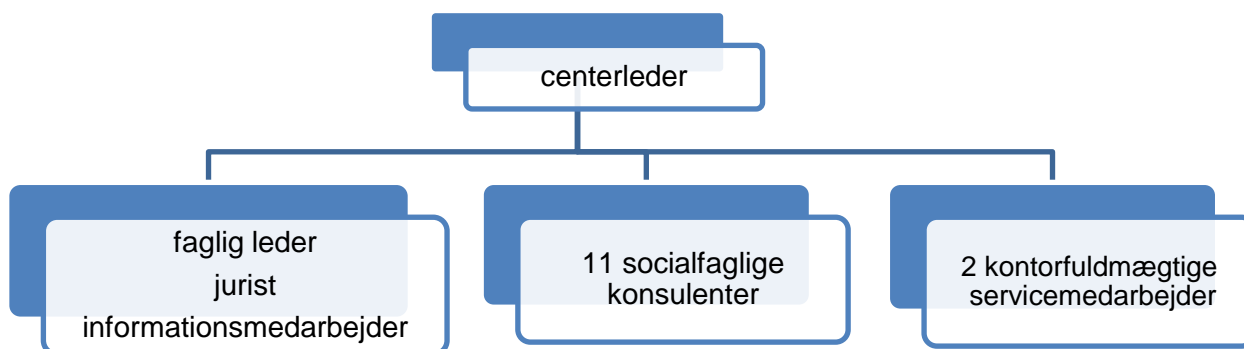 centerleder
faglig leder
jurist
informationsmedarbejder
11 socialfaglige
konsulenter
2 kontorfuldmægtige
servicemedarbejder